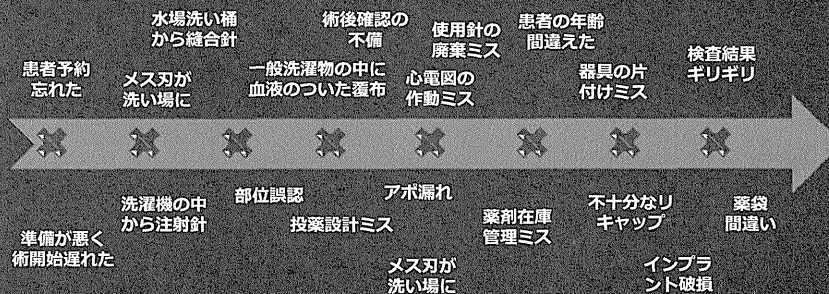 水場洗い桶
から縫合針
術後確認の
不備
使用針の
廃棄ミス
患者の年齢
間違えた
検査結果
ギリギリ
患者予約
忘れた
メス刃が
洗い場に
一般洗濯物の中に
血液のついた覆布
心電図の
作動ミス
器具の片
付けミス
準備が悪く
術開始遅れた
洗濯機の中
から注射針
部位誤認
投薬設計ミス
アポ漏れ
メス刃が
洗い場に
薬剤在庫
管理ミス
不十分なリ
キャップ
インプラ
ント破損
薬袋
間違い